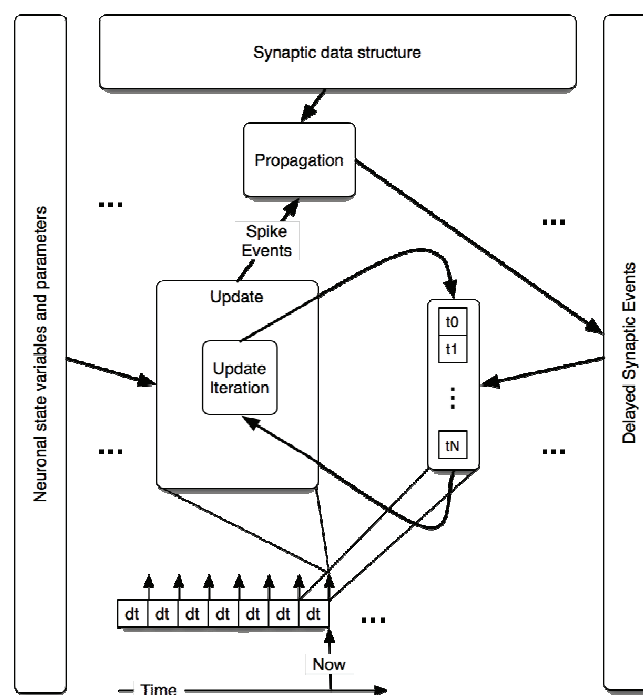 Synaptic data structure
Propagation
...
...
Spike
Events
Update
Update
Iteration
t0
t1
...
tN
...
...
Neuronal state variables and parameters
Delayed Synaptic Events
dt dt dt dt dt dt dt
...
Now
Time